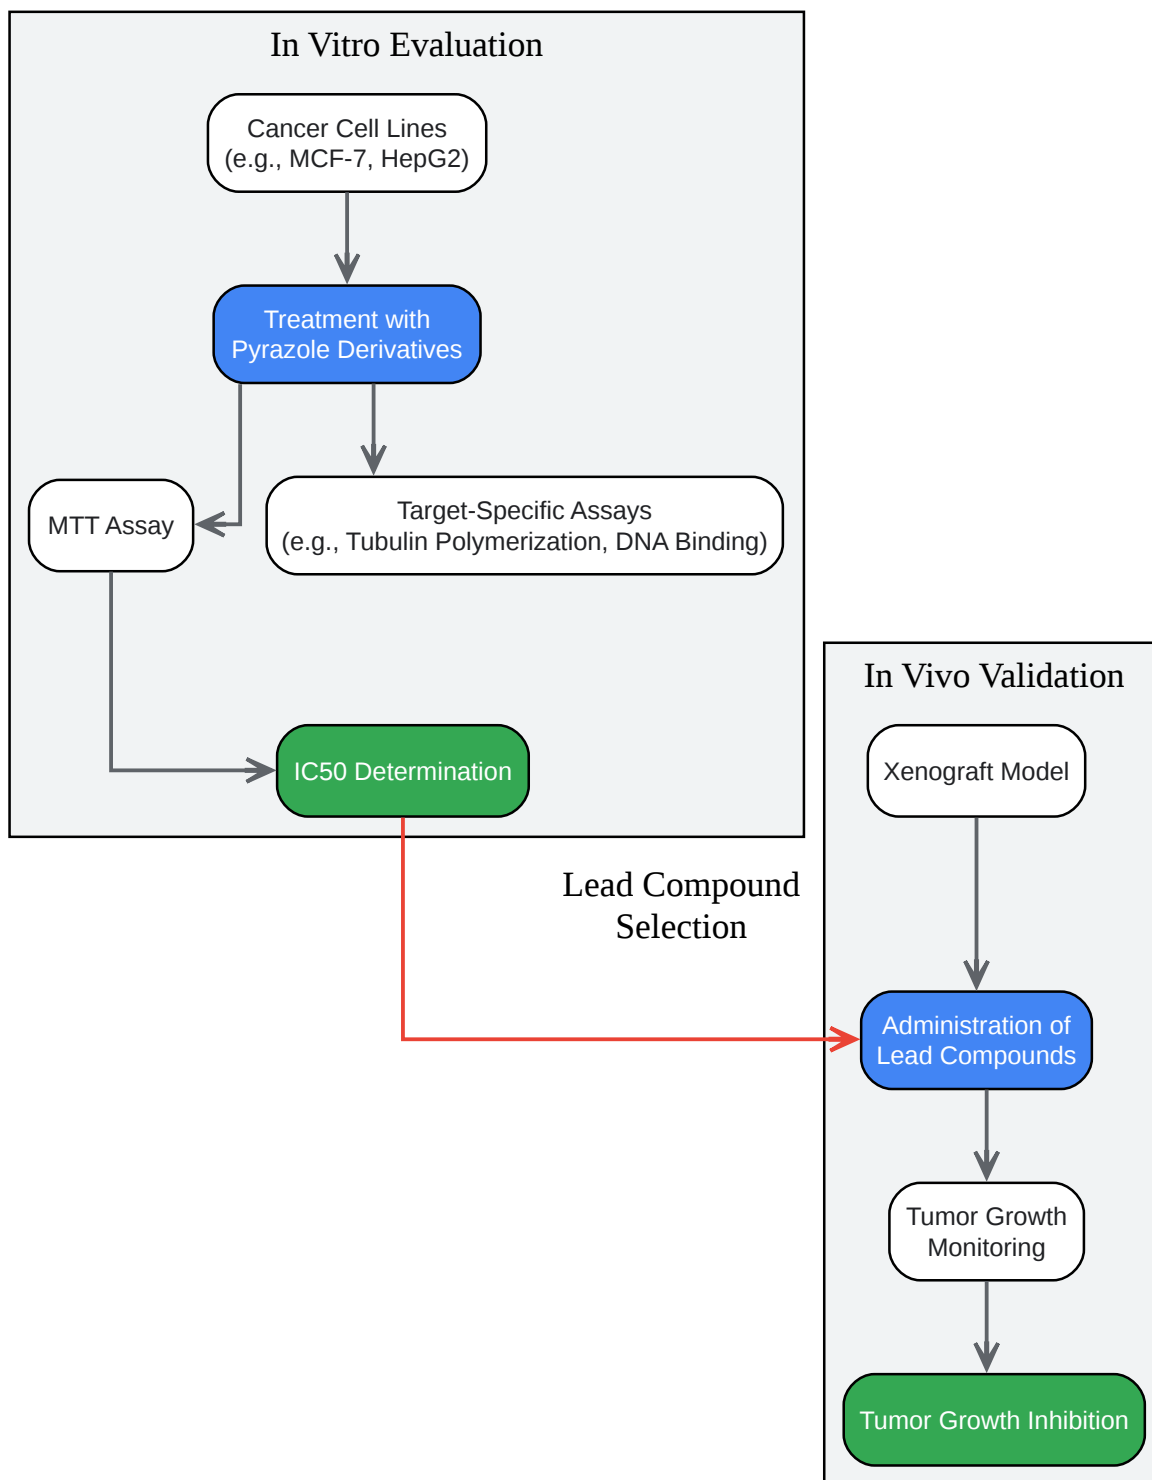 In Vitro Evaluation
Cancer Cell Lines
(e.g., MCF-7, HepG2)
Treatment with
Pyrazole Derivatives
MTT Assay
Target-Specific Assays
(e.g., Tubulin Polymerization, DNA Binding)
IC50 Determination
Lead Compound
Selection
In Vivo Validation
Xenograft Model
Administration of
Lead Compounds
Tumor Growth
Monitoring
Tumor Growth Inhibition